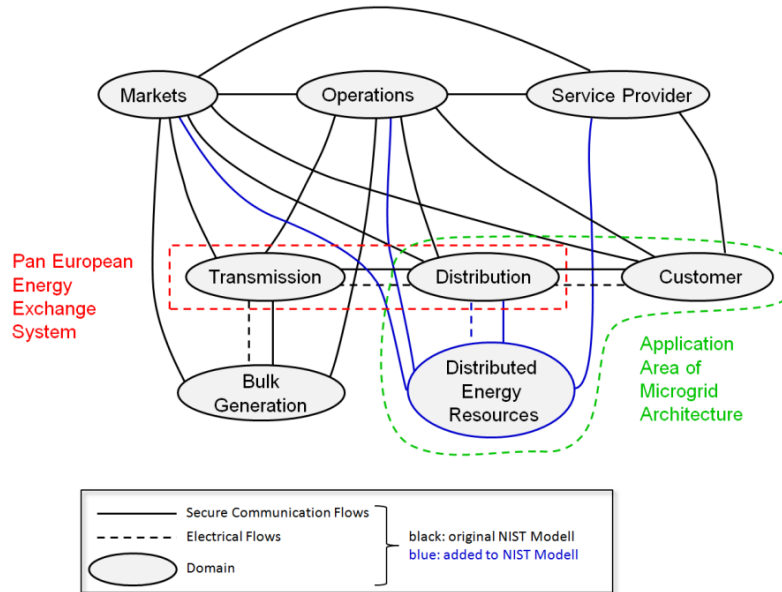 Markets
Operations
Service Provider
Pan European
Energy
Exchange
System
Transmission
Distribution
Customer
Bulk
Generation
Distributed
Energy
Resources
Application
Area of
Microgrid
Architecture
Secure Communication Flows
Electrical Flows
Domain
black: original NIST Modell
blue: added to NIST Modell